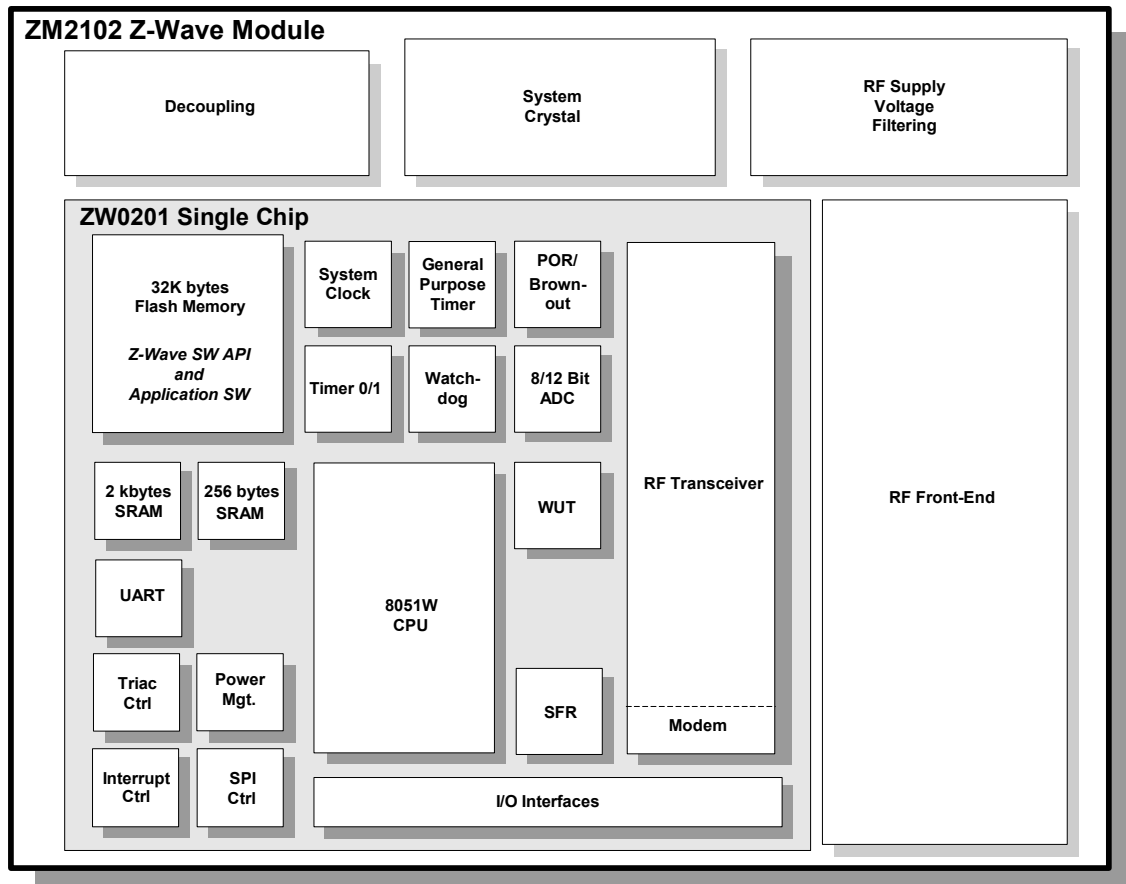 ZM2102 Z-Wave Module
Decoupling
System
Crystal
RF Supply
Voltage
Filtering
ZW0201 Single Chip
32K bytes
Flash Memory
Z-Wave SW API
and
Application SW
System
Clock
General
Purpose
Timer
POR/
Brown-
out
Timer 0/1
Watch-
dog
8/12 Bit
ADC
2 kbytes
SRAM
256 bytes
SRAM
WUT
RF Transceiver
RF Front-End
UART
8051W
CPU
Triac
Ctrl
Power
Mgt.
SFR
Modem
Interrupt
Ctrl
SPI
Ctrl
I/O Interfaces